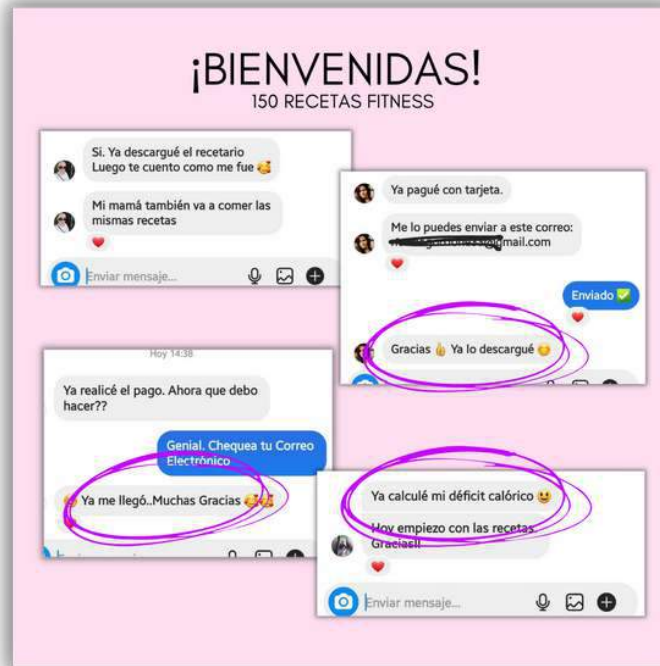 ¡BIENVENIDAS!
150 RECETAS FITNESS
Si. Ya descargué el recetario
Luego te cuento como me fue 🥰
Mi mamá también va a comer las
mismas recetas
Enviar mensaje...
Ya pagué con tarjeta.
Me lo puedes enviar a este correo:
gmail.com
Enviado ✅
Gracias 👍 Ya lo descargué 😊
Hoy 14:38
Ya realicé el pago. Ahora que debo
hacer??
Genial. Chequea tu Correo
Electrónico
Ya me llegó..Muchas Gracias 🥰🥰
Ya calculé mi déficit calórico 😃
Hoy empiezo con las recetas
Gracias!!
Enviar mensaje...